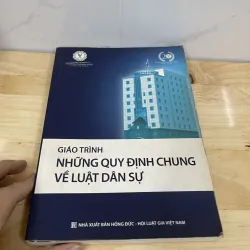 GIÁO TRÌNH
NHỮNG QUY ĐỊNH CHUNG
VỀ LUẬT DÂN SỰ
NHÀ XUẤT BẢN HỒNG ĐỨC - HỘI LUẬT GIA VIỆT NAM